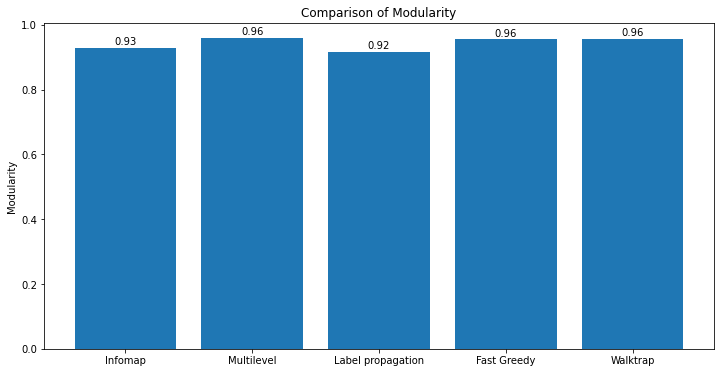 Comparison of Modularity
Modularity
1.0
0.8
0.6
0.4
0.2
0.0
0.93
0.96
0.92
0.96
0.96
Infomap
Multilevel
Label propagation
Fast Greedy
Walktrap